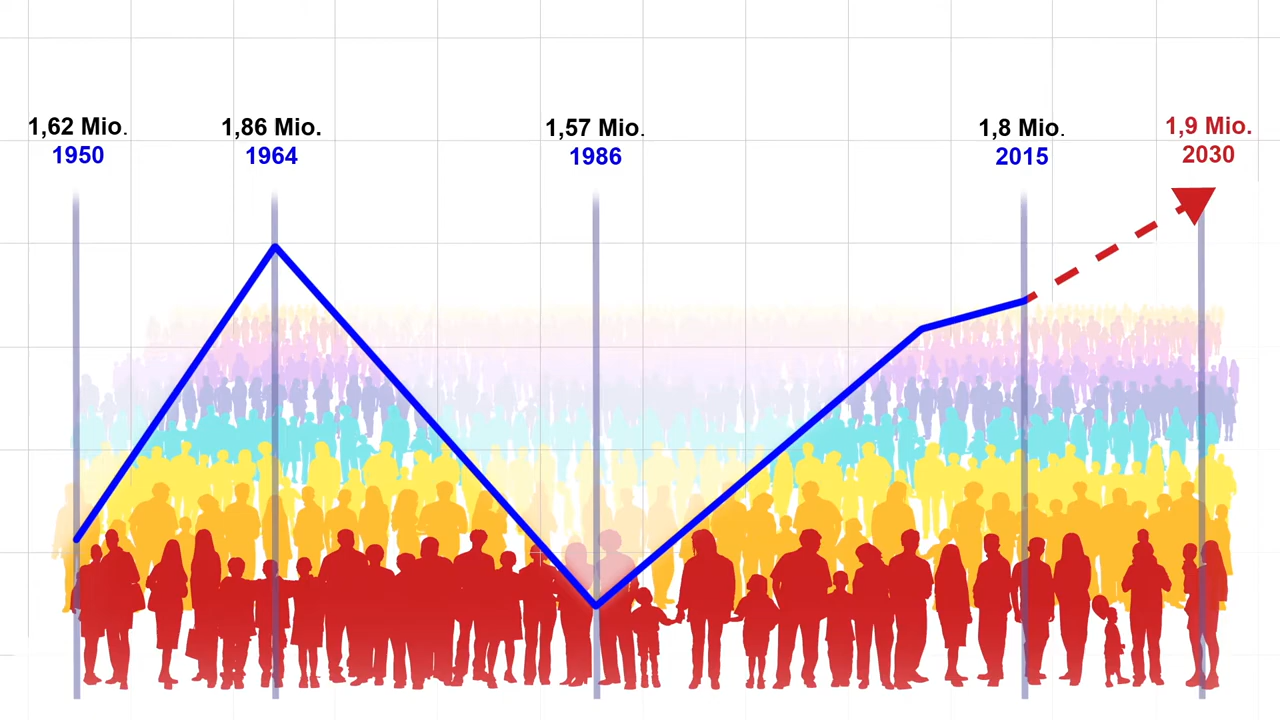 1,62 Mio.
1950
1,86 Mio.
1964
1,57 Mio.
1986
1,8 Mio.
2015
1,9 Mio.
2030